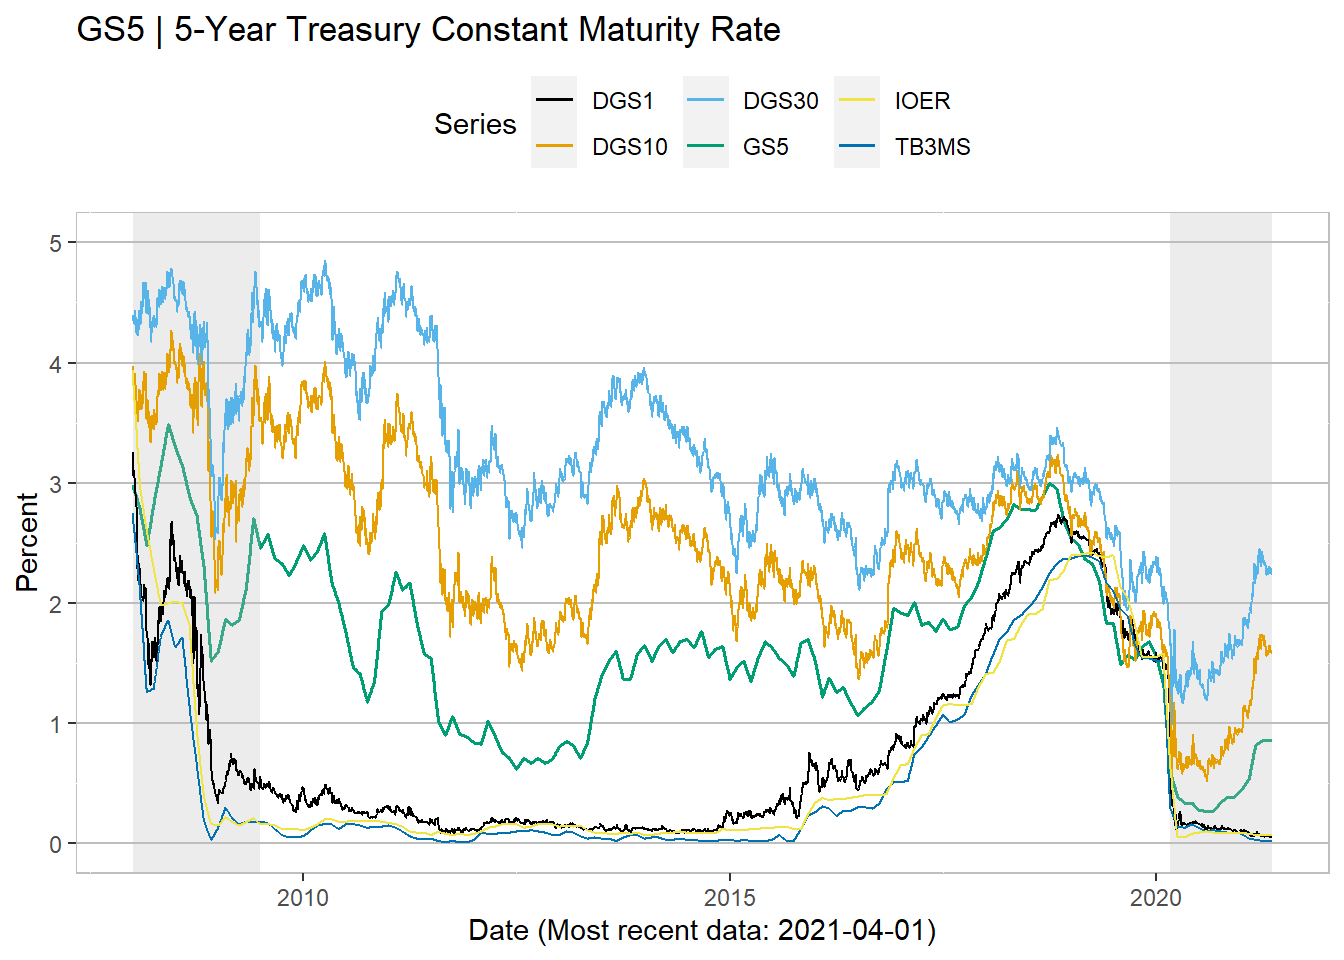 GS5 | 5-Year Treasury Constant Maturity Rate
Series
DGS1
DGS30
IOER
DGS10
GS5
TB3MS
Percent
5
4
3
2
1
0
2010
2015
2020
Date (Most recent data: 2021-04-01)